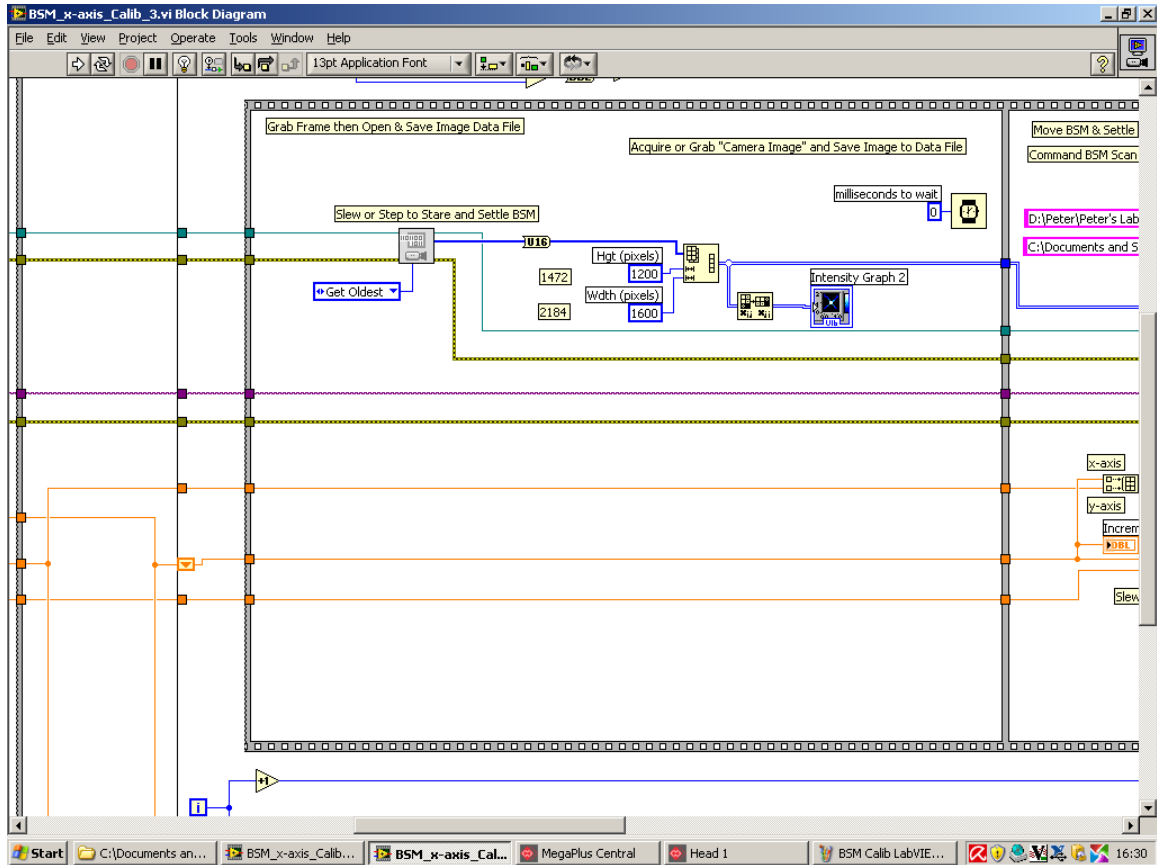 BSM_x-axis_Calib_3.vi Block Diagram
File Edit View Project Operate Tools Window Help
13pt Application Font
Grab Frame then Open & Save Image Data File
Move BSM & Settle
Acquire or Grab "Camera Image" and Save Image to Data File
Command BSM Scan
milliseconds to wait
0
Slew or Step to Stare and Settle BSM
D:\Peter\Peter's Lab
U16
C:\Documents and S
Hgt (pixels)
1472
1200
Intensity Graph 2
Get Oldest
Wdth (pixels)
2184
1600
U16
x-axis
y-axis
Increm
DBL
Slew
+1
i
Start
C:\Documents an...
BSM_x-axis_Calib...
BSM_x-axis_Cal...
MegaPlus Central
Head 1
BSM Calib LabVIE...
16:30